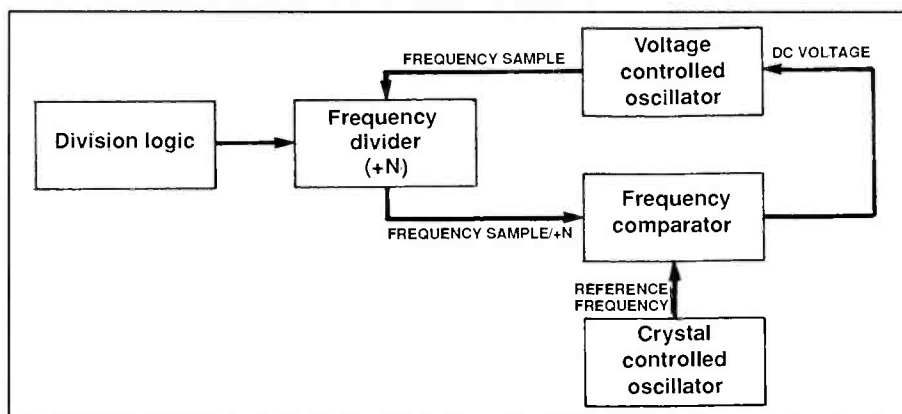 FREQUENCY SAMPLE
Voltage
controlled
oscillator
DC VOLTAGE
Division logic
Frequency
divider
(+N)
FREQUENCY SAMPLE/+N
Frequency
comparator
REFERENCE
FREQUENCY
Crystal
controlled
oscillator